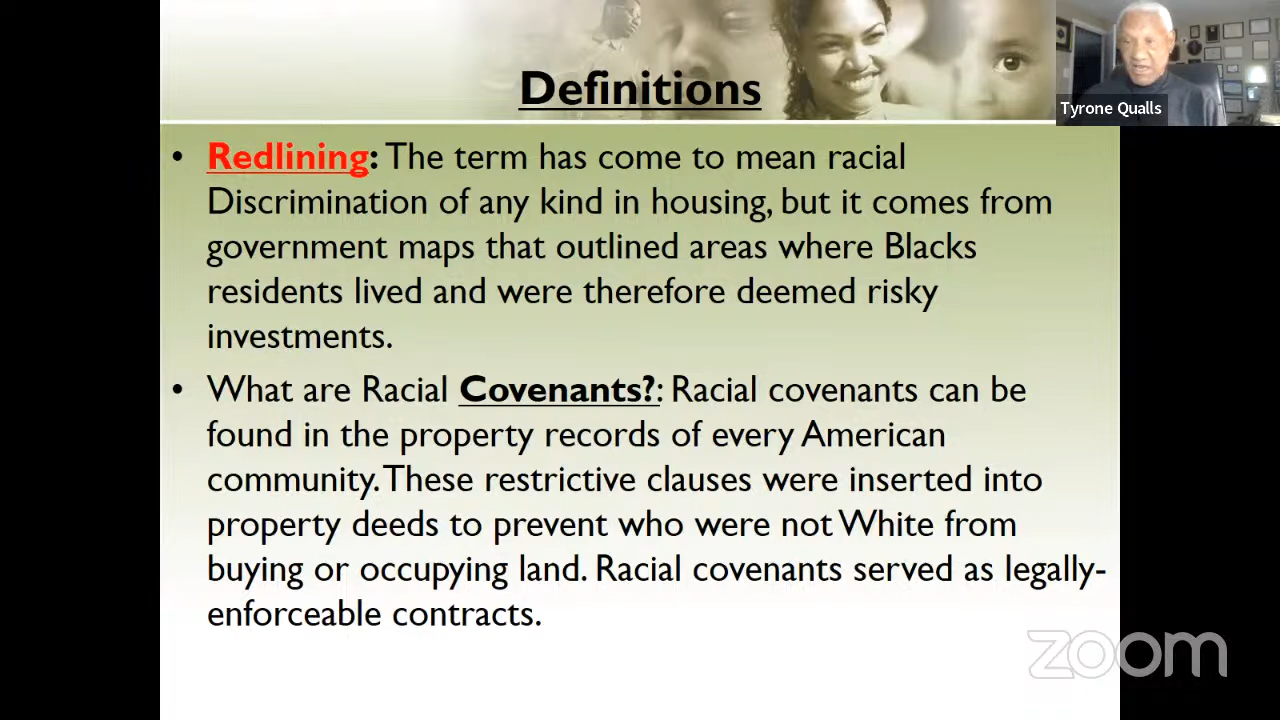 Definitions
Tyrone Qualls
• Redlining: The term has come to mean racial
Discrimination of any kind in housing, but it comes from
government maps that outlined areas where Blacks
residents lived and were therefore deemed risky
investments.
• What are Racial Covenants?: Racial covenants can be
found in the property records of every American
community. These restrictive clauses were inserted into
property deeds to prevent who were not White from
buying or occupying land. Racial covenants served as legally-
enforceable contracts.
zoom